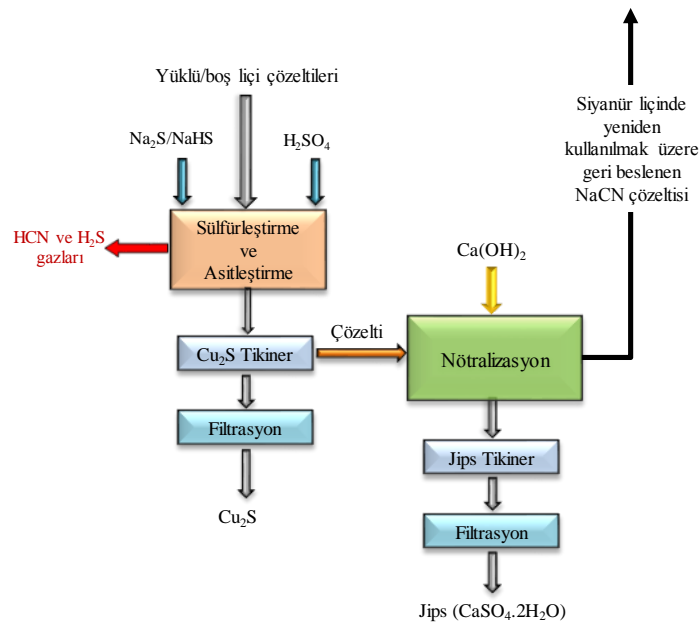 Yüklü/boş liçi çözeltileri
Na₂S/NaHS
H₂SO₄
Sülfürleştirme
ve
Asitleştirme
HCN ve H₂S
gazları
Cu₂S Tikiner
Filtrasyon
Cu₂S
Çözelti
Ca(OH)₂
Nötralizasyon
Jips Tikiner
Filtrasyon
Jips (CaSO₄.2H₂O)
Siyanür liçinde
yeniden
kullanılmak üzere
geri beslenen
NaCN çözeltisi